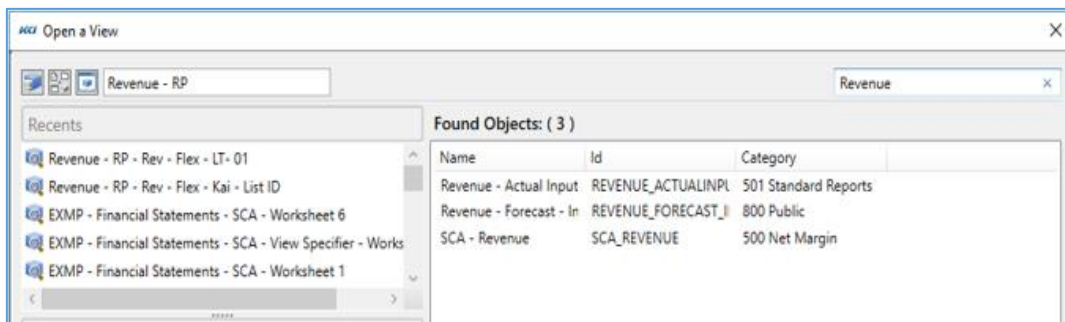 KCI Open a View
Revenue - RP
Revenue
Recents
Revenue - RP - Rev - Flex - LT- 01
Revenue - RP - Rev - Flex - Kai - List ID
EXMP - Financial Statements - SCA - Worksheet 6
EXMP - Financial Statements - SCA - View Specifier - Works
EXMP - Financial Statements - SCA - Worksheet 1
Found Objects: ( 3 )
Name Id Category
Revenue - Actual Input REVENUE_ACTUALINPU 501 Standard Reports
Revenue - Forecast - In REVENUE_FORECAST_I 800 Public
SCA - Revenue SCA_REVENUE 500 Net Margin